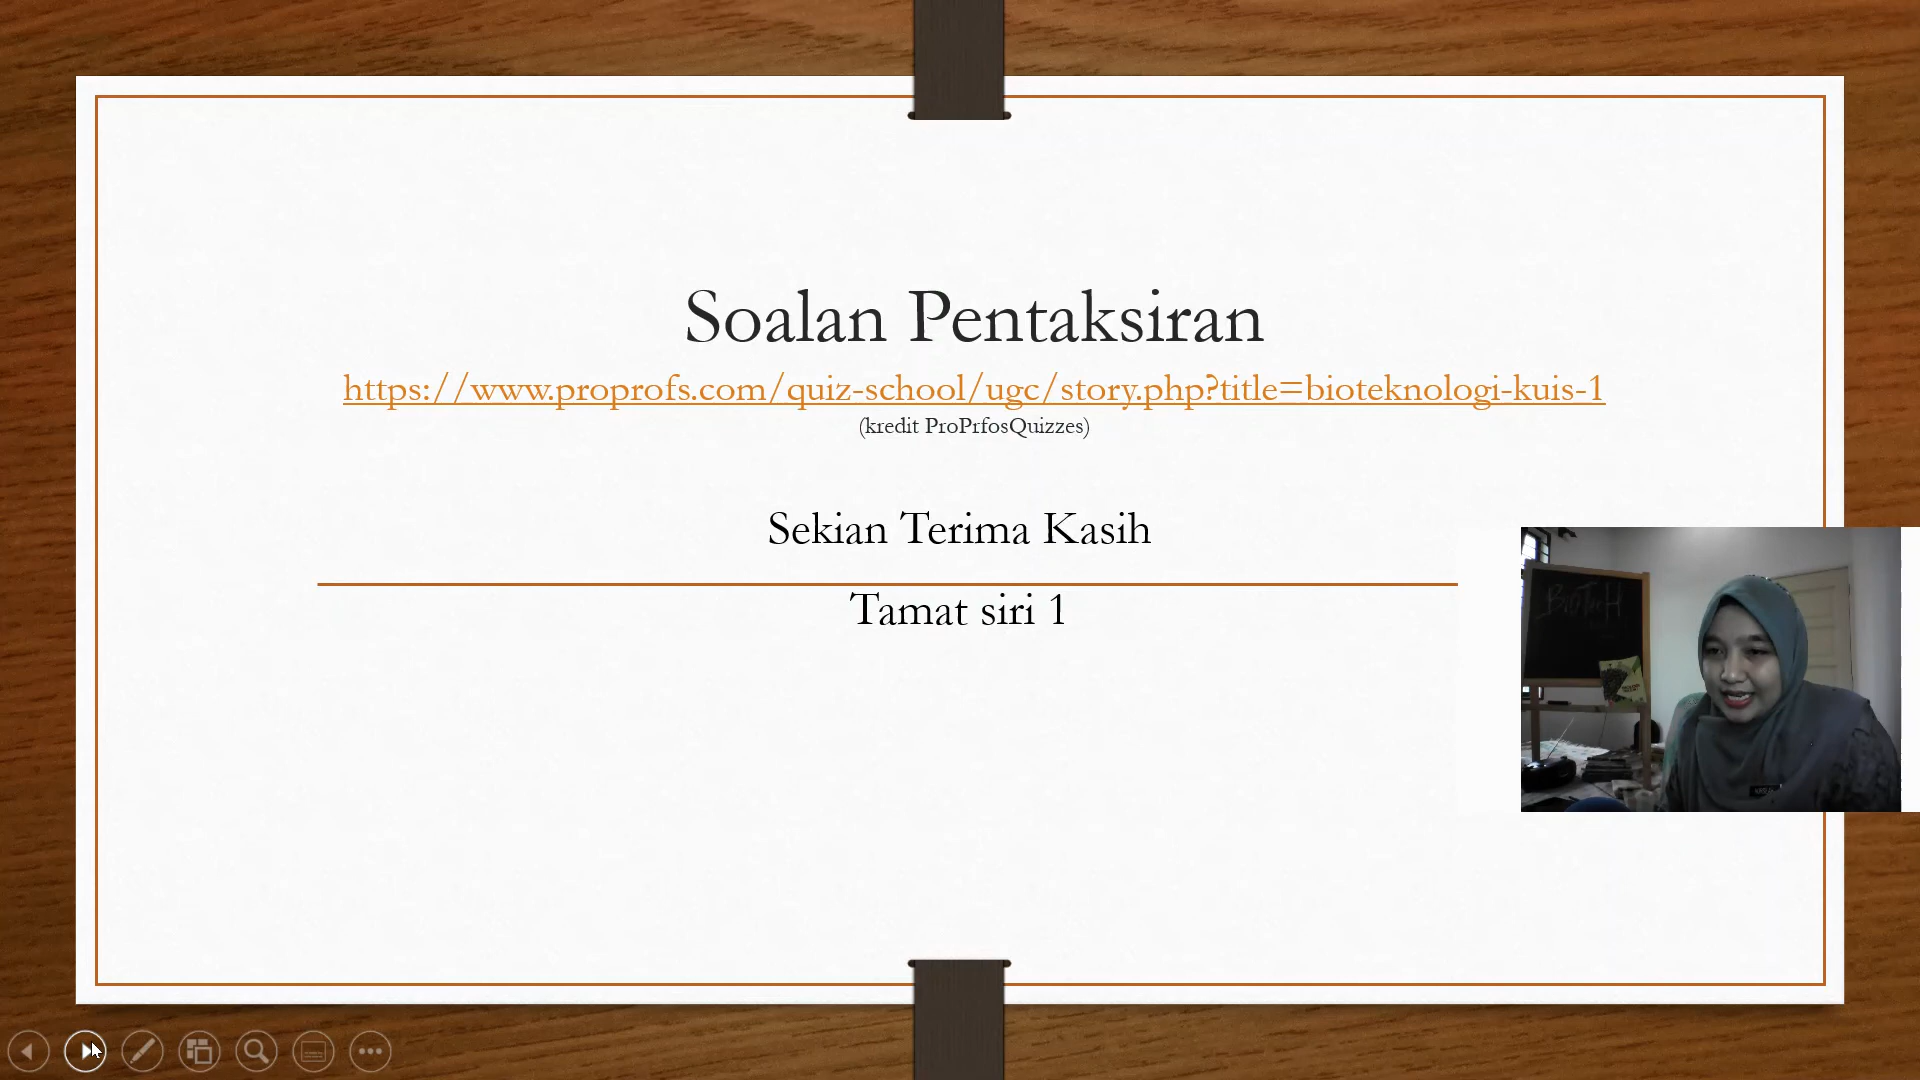 Soalan Pentaksiran
https://www.proprofs.com/quiz-school/ugc/story.php?title=bioteknologi-kuis-1
(kredit ProPrfosQuizzes)
Sekian Terima Kasih
Tamat siri 1
BioTecH